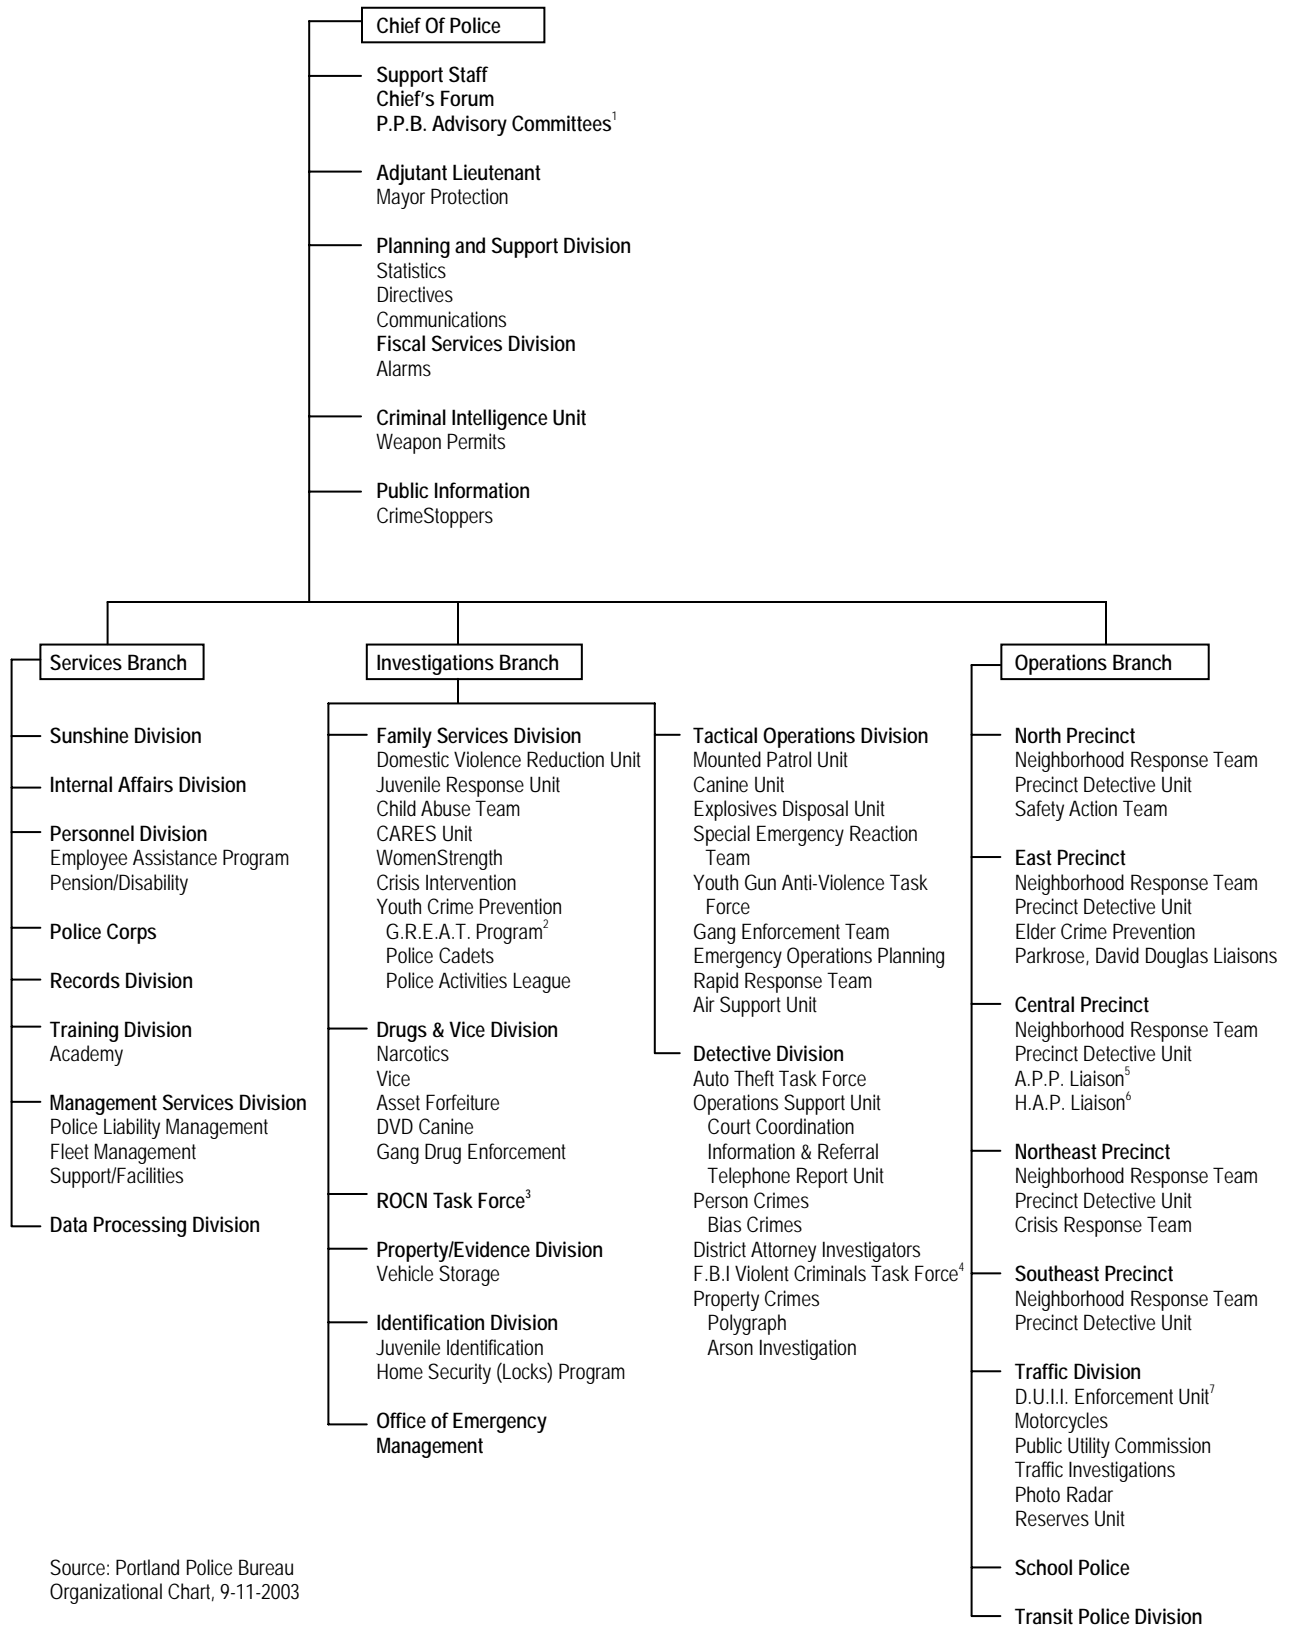 Chief Of Police
Support Staff
Chief's Forum
P.P.B. Advisory Committees¹
Adjutant Lieutenant
Mayor Protection
Planning and Support Division
Statistics
Directives
Communications
Fiscal Services Division
Alarms
Criminal Intelligence Unit
Weapon Permits
Public Information
CrimeStoppers
Services Branch
Sunshine Division
Internal Affairs Division
Personnel Division
Employee Assistance Program
Pension/Disability
Police Corps
Records Division
Training Division
Academy
Management Services Division
Police Liability Management
Fleet Management
Support/Facilities
Data Processing Division
Investigations Branch
Family Services Division
Domestic Violence Reduction Unit
Juvenile Response Unit
Child Abuse Team
CARES Unit
WomenStrength
Crisis Intervention
Youth Crime Prevention
G.R.E.A.T. Program²
Police Cadets
Police Activities League
Drugs & Vice Division
Narcotics
Vice
Asset Forfeiture
DVD Canine
Gang Drug Enforcement
ROCN Task Force³
Property/Evidence Division
Vehicle Storage
Identification Division
Juvenile Identification
Home Security (Locks) Program
Office of Emergency
Management
Tactical Operations Division
Mounted Patrol Unit
Canine Unit
Explosives Disposal Unit
Special Emergency Reaction
Team
Youth Gun Anti-Violence Task
Force
Gang Enforcement Team
Emergency Operations Planning
Rapid Response Team
Air Support Unit
Detective Division
Auto Theft Task Force
Operations Support Unit
Court Coordination
Information & Referral
Telephone Report Unit
Person Crimes
Bias Crimes
District Attorney Investigators
F.B.I Violent Criminals Task Force⁴
Property Crimes
Polygraph
Arson Investigation
Operations Branch
North Precinct
Neighborhood Response Team
Precinct Detective Unit
Safety Action Team
East Precinct
Neighborhood Response Team
Precinct Detective Unit
Elder Crime Prevention
Parkrose, David Douglas Liaisons
Central Precinct
Neighborhood Response Team
Precinct Detective Unit
A.P.P. Liaison⁵
H.A.P. Liaison⁶
Northeast Precinct
Neighborhood Response Team
Precinct Detective Unit
Crisis Response Team
Southeast Precinct
Neighborhood Response Team
Precinct Detective Unit
Traffic Division
D.U.I.I. Enforcement Unit⁷
Motorcycles
Public Utility Commission
Traffic Investigations
Photo Radar
Reserves Unit
School Police
Transit Police Division
Source: Portland Police Bureau
Organizational Chart, 9-11-2003